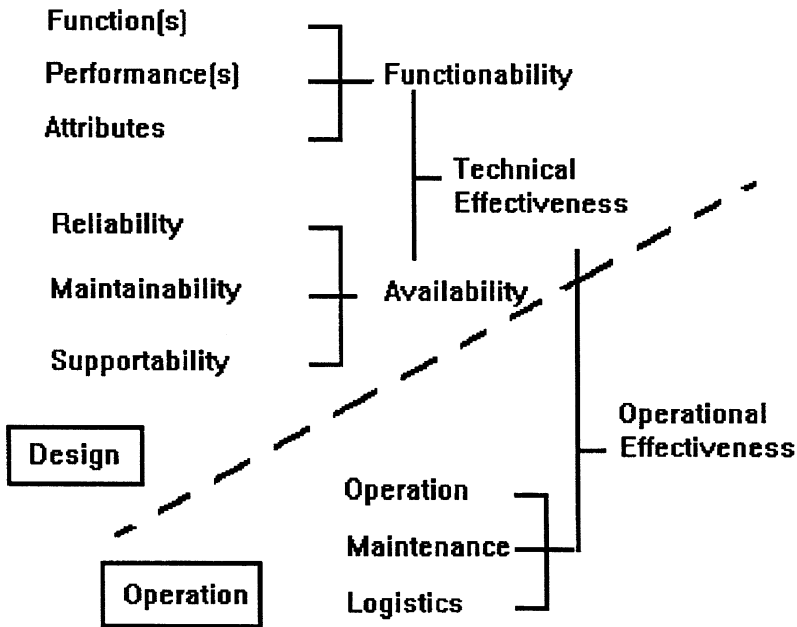 Function(s)
Performance(s)
Functionability
Attributes
Technical
Effectiveness
Reliability
Maintainability
Availability
Supportability
Operational
Effectiveness
Design
Operation
Maintenance
Operation
Logistics